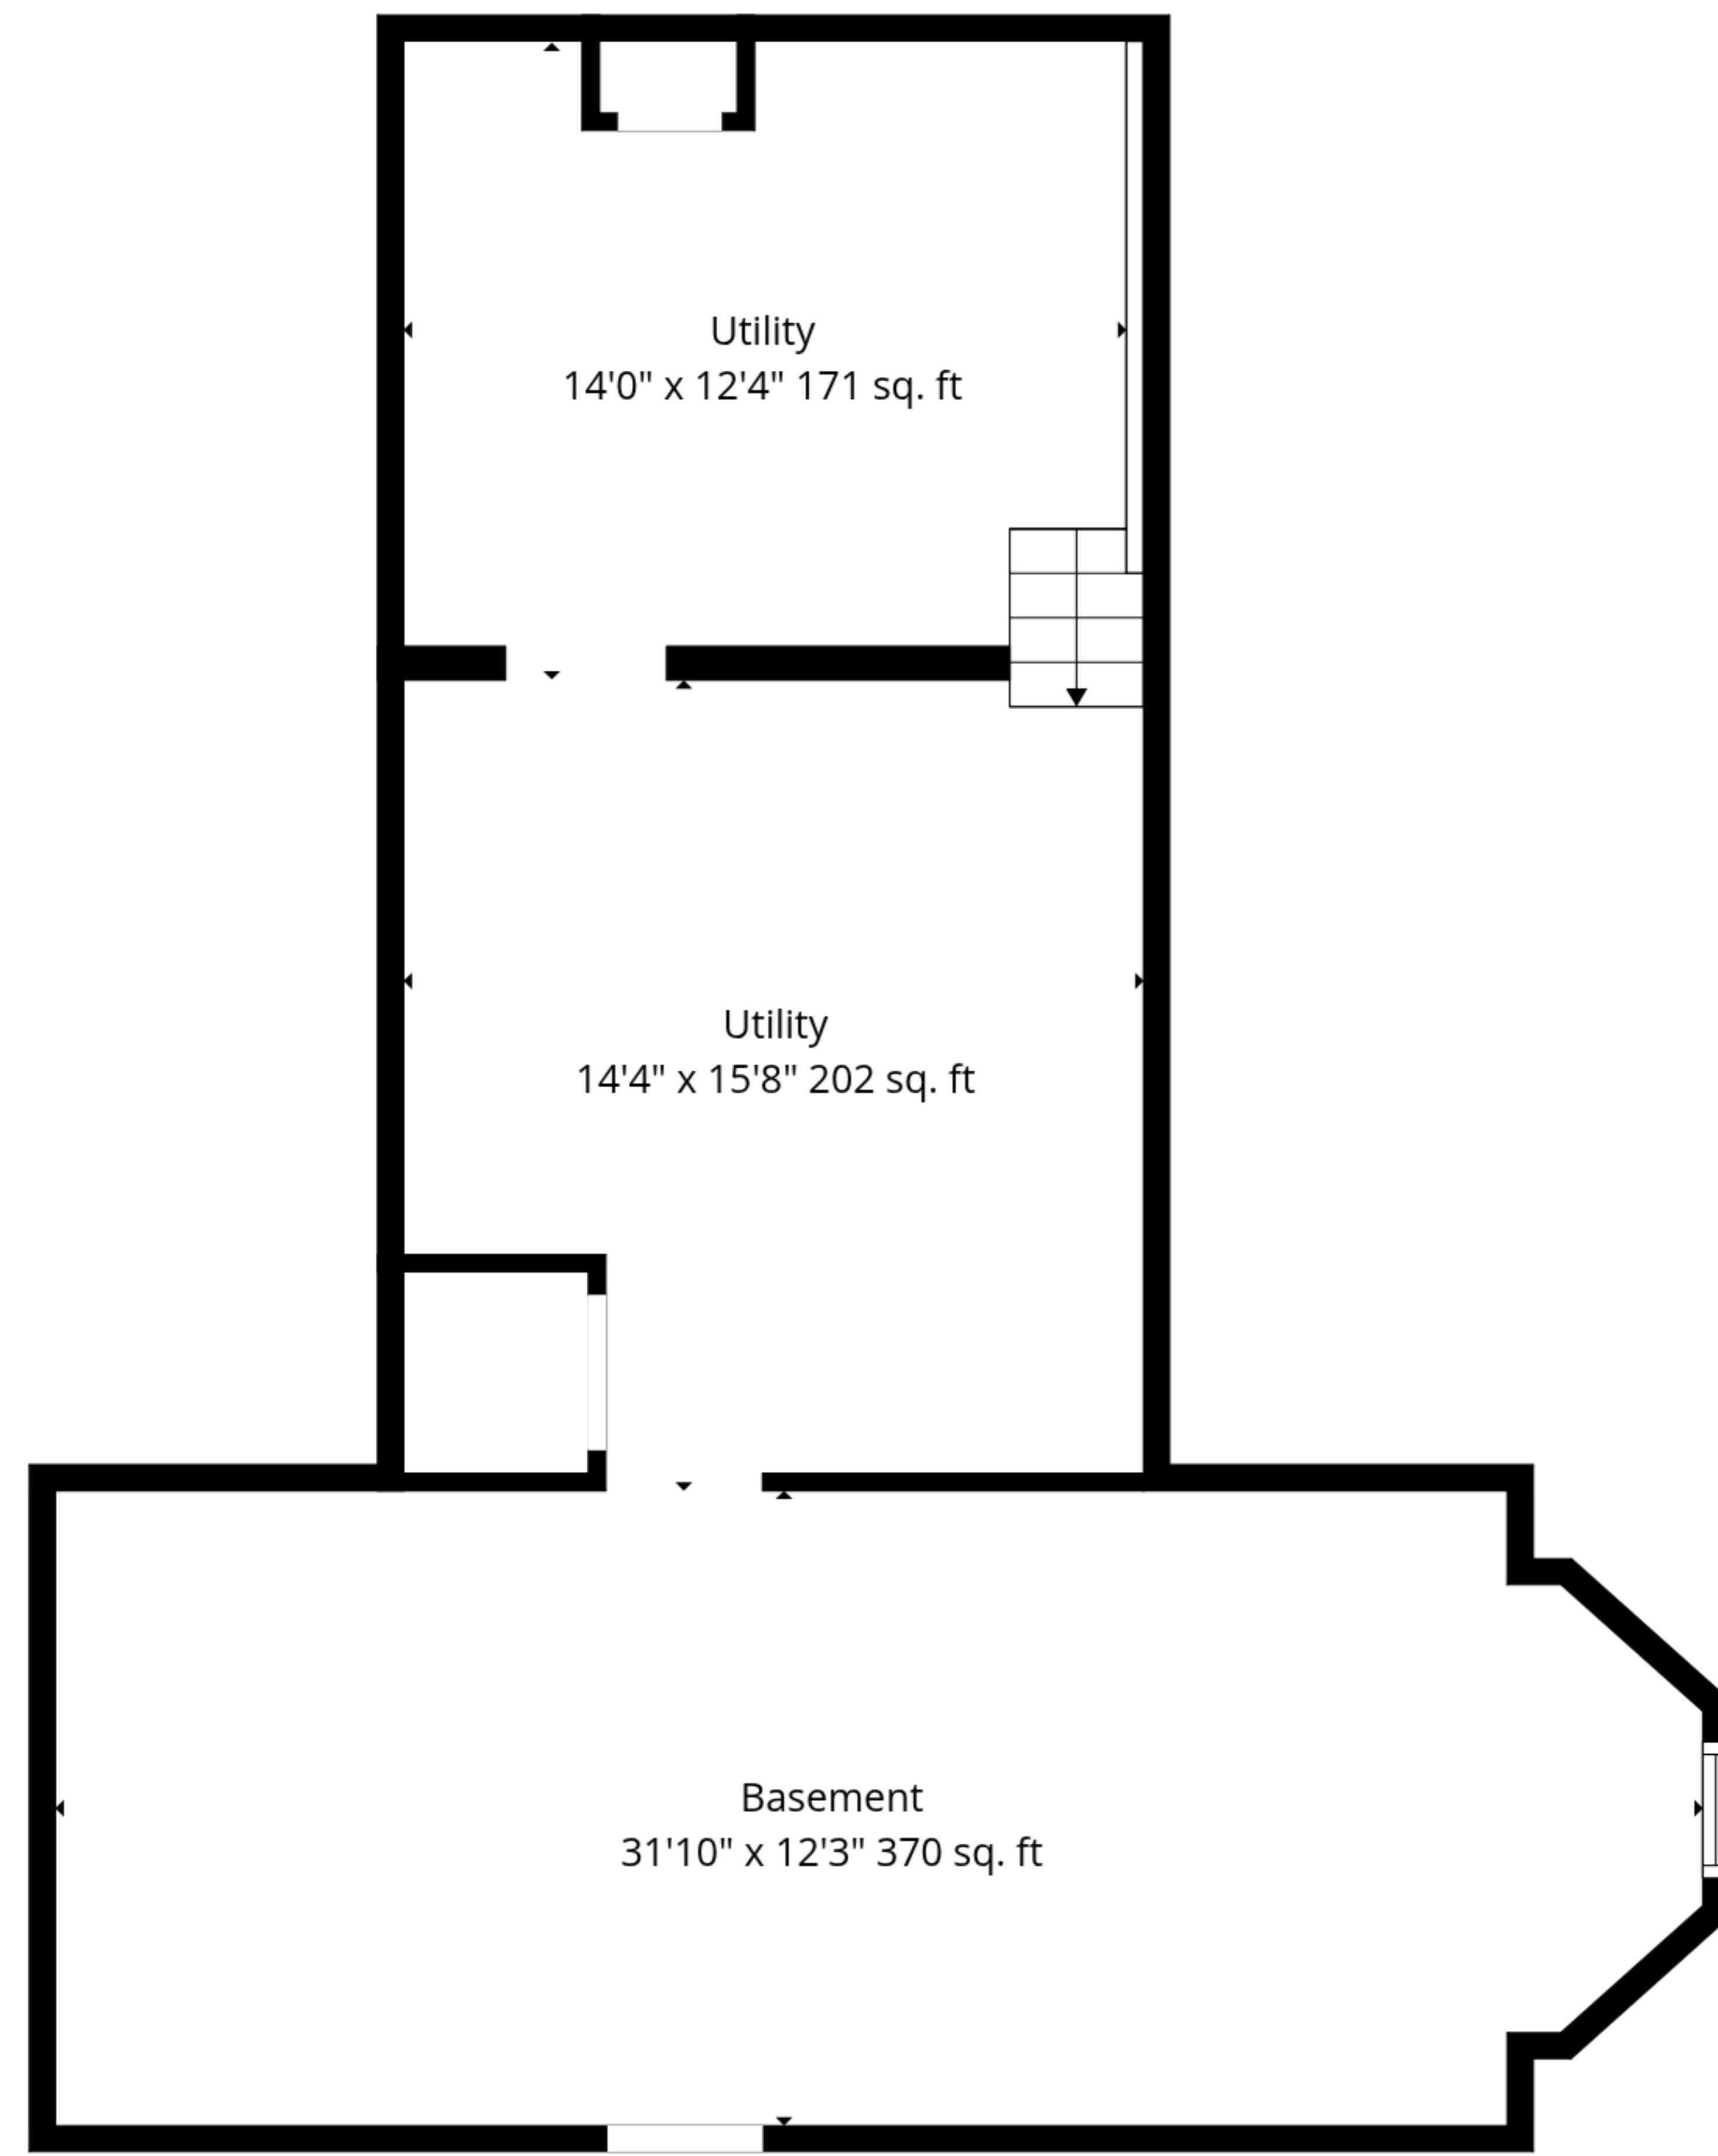 Utility
14'0" x 12'4" 171 sq. ft
Utility
14'4" x 15'8" 202 sq. ft
Basement
31'10" x 12'3" 370 sq. ft